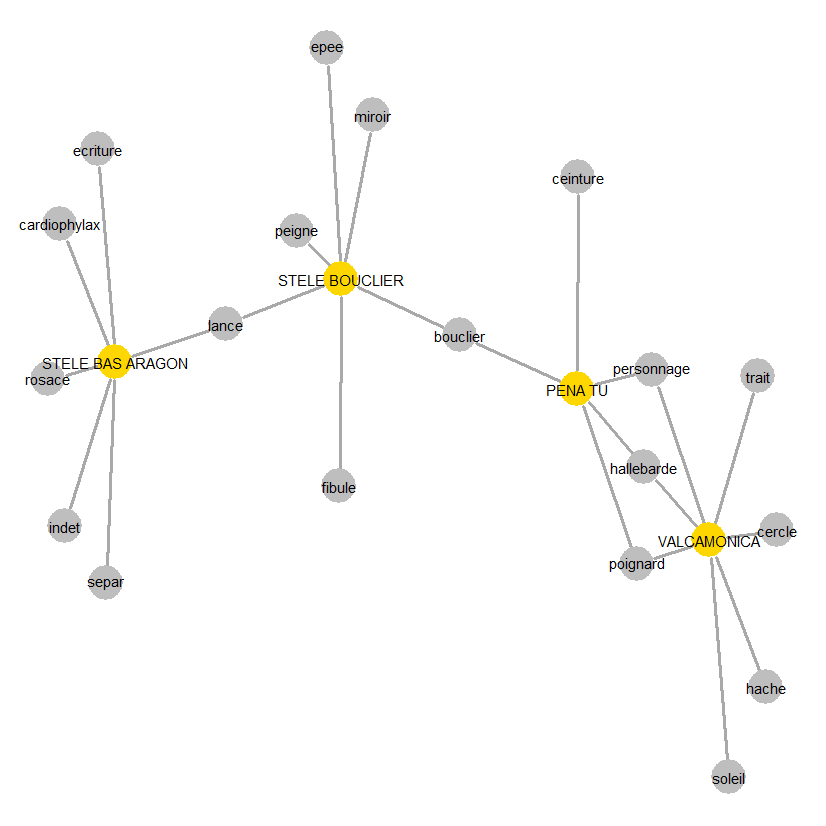 epee
miroir
ecriture
ceinture
cardiophylax
peigne
STELE BOUCLIER
lance
bouclier
STELE BAS ARAGON
rosace
personnage
trait
PENA TU
hallebarde
fibule
indet
cercle
VALCAMONICA
poignard
separ
hache
soleil